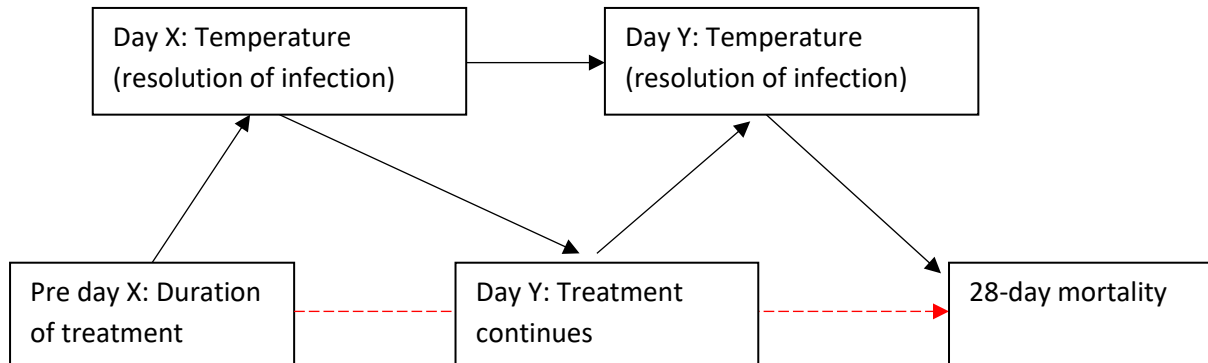 Day X: Temperature
(resolution of infection)
Day Y: Temperature
(resolution of infection)
Pre day X: Duration
of treatment
Day Y: Treatment
continues
28-day mortality